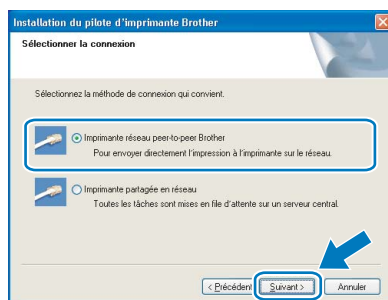 Installation du pilote d'imprimante Brother
Sélectionner la connexion
Sélectionnez la méthode de connexion qui convient.
Imprimante réseau peer-to-peer Brother
Pour envoyer directement l'impression à l'imprimante sur le réseau.
Imprimante partagée en réseau
Toutes les tâches sont mises en file d'attente sur un serveur central.
< Précédent Suivant > Annuler